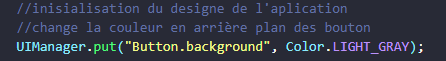 //inisialisation du designe de l'aplication
//change la couleur en arrière plan des bouton
UIManager.put("Button.background", Color.LIGHT_GRAY);